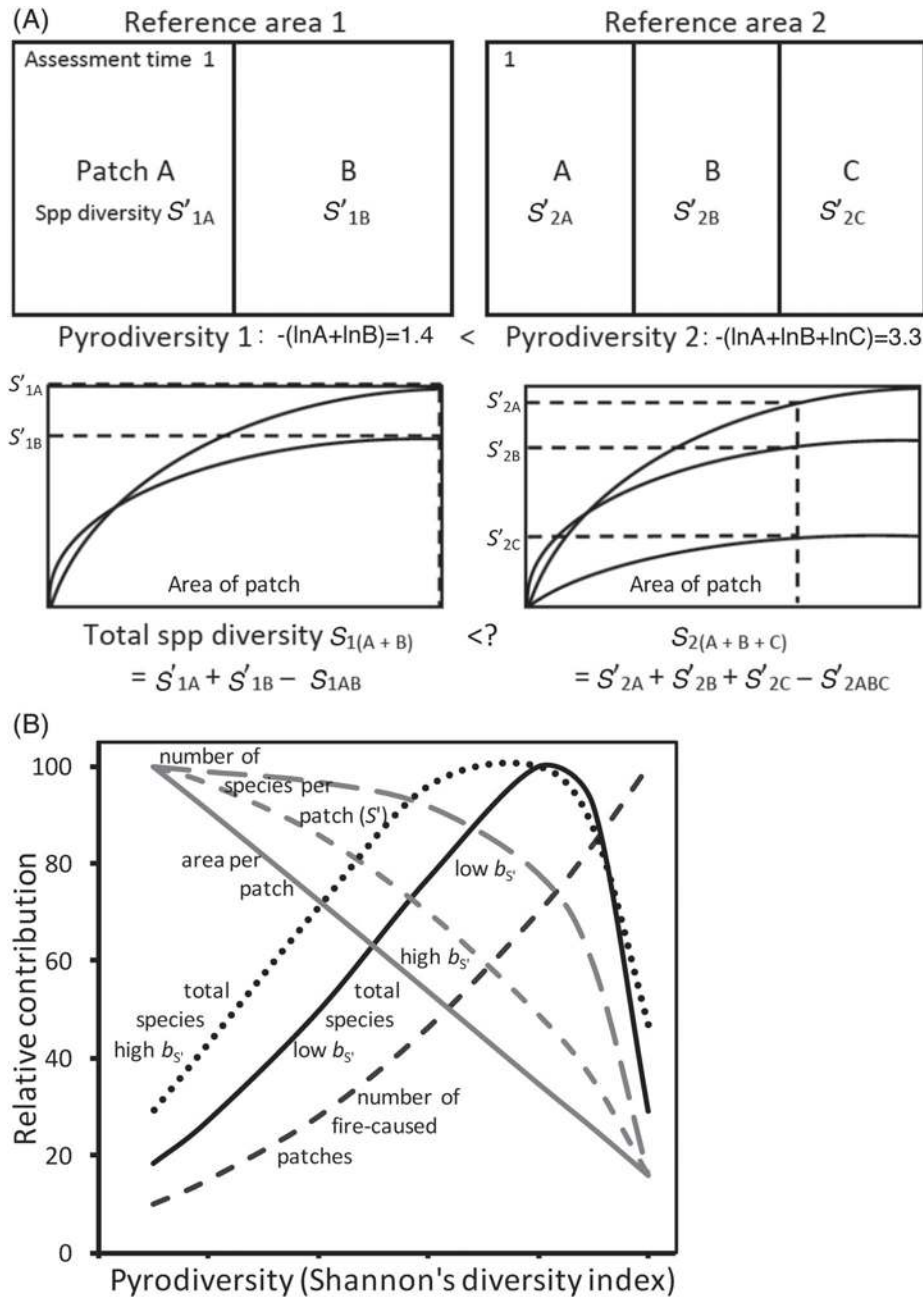 (A) Reference area 1 Reference area 2
Assessment time 1 1
Patch A B A B C
Spp diversity S'1A S'1B S'2A S'2B S'2C
Pyrodiversity 1: -(lnA+lnB)=1.4 < Pyrodiversity 2: -(lnA+lnB+lnC)=3.3
S'1A
S'1B
Area of patch
S'2A
S'2B
S'2C
Area of patch
Total spp diversity S1(A + B) <? S2(A + B + C)
= S'1A + S'1B − S1AB = S'2A + S'2B + S'2C − S'2ABC
(B)
Relative contribution
100
80
60
40
20
0
number of
species per
patch (S')
area per
patch
low bS'
high bS'
total
species
high bS'
total
species
low bS'
number of
fire-caused
patches
Pyrodiversity (Shannon's diversity index)